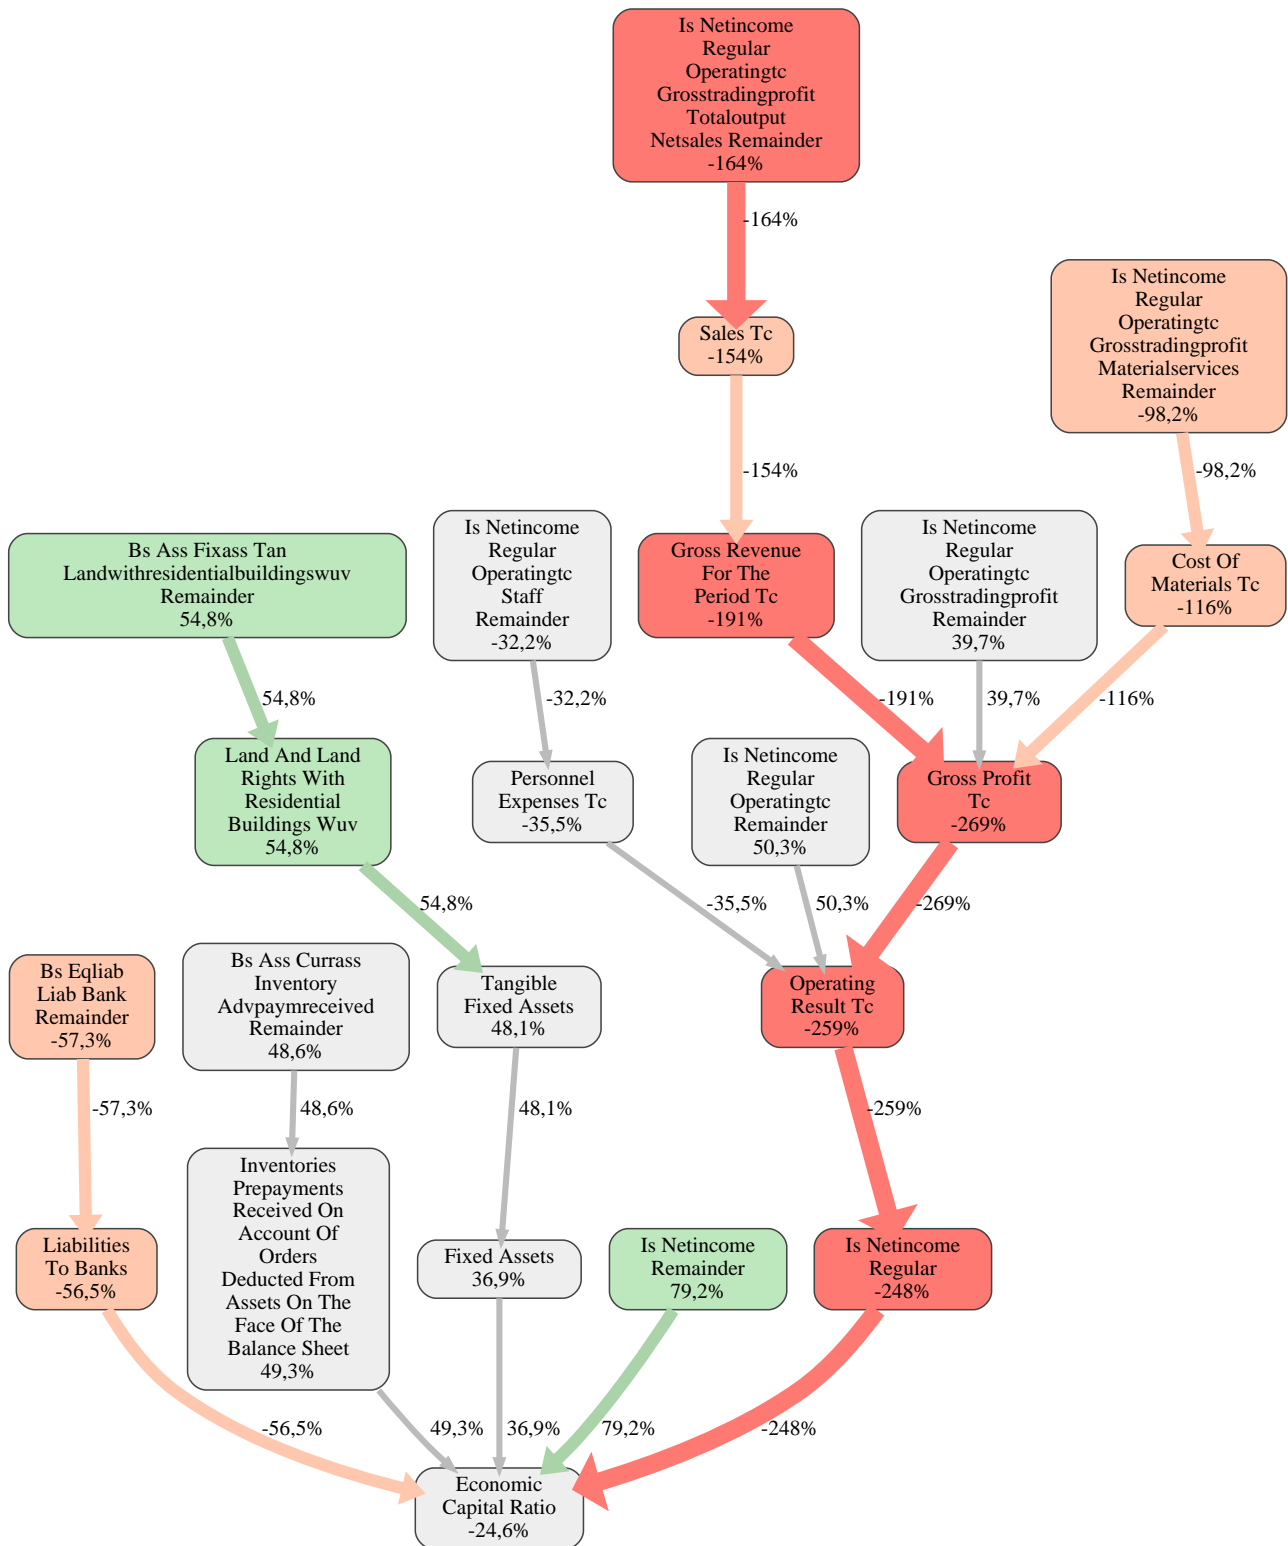 Is Netincome
Regular
Operatingtc
Grosstradingprofit
Totaloutput
Netsales Remainder
-164%
-164%
Is Netincome
Regular
Operatingtc
Grosstradingprofit
Materialservices
Remainder
-98,2%
Sales Tc
-154%
-154%
-98,2%
Bs Ass Fixass Tan
Landwithresidentialbuildingswuv
Remainder
54,8%
Is Netincome
Regular
Operatingtc
Staff
Remainder
-32,2%
Gross Revenue
For The
Period Tc
-191%
Is Netincome
Regular
Operatingtc
Grosstradingprofit
Remainder
39,7%
Cost Of
Materials Tc
-116%
54,8%
-32,2%
-191%
39,7%
-116%
Land And Land
Rights With
Residential
Buildings Wuv
54,8%
Personnel
Expenses Tc
-35,5%
Is Netincome
Regular
Operatingtc
Remainder
50,3%
Gross Profit
Tc
-269%
54,8%
-35,5%
50,3%
-269%
Bs Eqliab
Liab Bank
Remainder
-57,3%
Bs Ass Currass
Inventory
Advpaymreceived
Remainder
48,6%
Tangible
Fixed Assets
48,1%
Operating
Result Tc
-259%
-57,3%
48,6%
48,1%
-259%
Liabilities
To Banks
-56,5%
Inventories
Prepayments
Received On
Account Of
Orders
Deducted From
Assets On The
Face Of The
Balance Sheet
49,3%
Fixed Assets
36,9%
Is Netincome
Remainder
79,2%
Is Netincome
Regular
-248%
-56,5%
49,3%
36,9%
79,2%
-248%
Economic
Capital Ratio
-24,6%